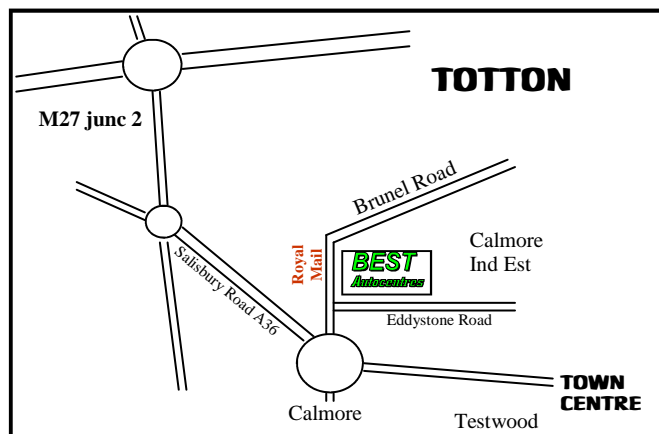 TOTTON
M27 junc 2
Brunel Road
Royal
Mail
BEST
Autocentres
Calmore
Ind Est
Salisbury Road A36
Eddystone Road
TOWN
CENTRE
Calmore
Testwood